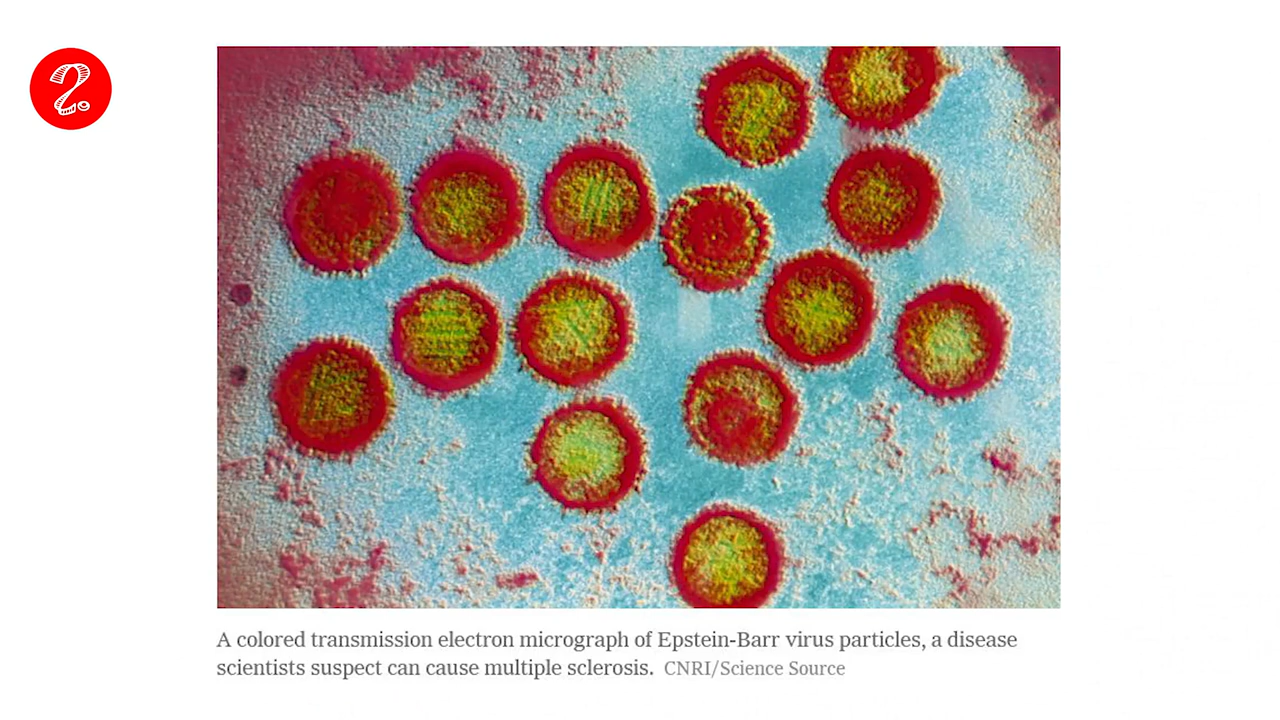 2.
A colored transmission electron micrograph of Epstein-Barr virus particles, a disease
scientists suspect can cause multiple sclerosis. CNRI/Science Source